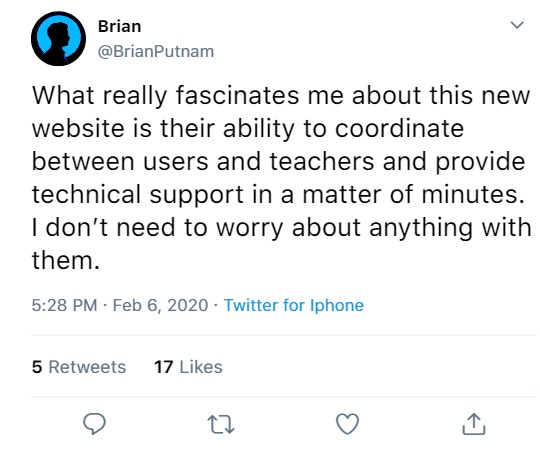 Brian
@BrianPutnam
What really fascinates me about this new
website is their ability to coordinate
between users and teachers and provide
technical support in a matter of minutes.
I don’t need to worry about anything with
them.
5:28 PM · Feb 6, 2020 · Twitter for Iphone
5 Retweets 17 Likes